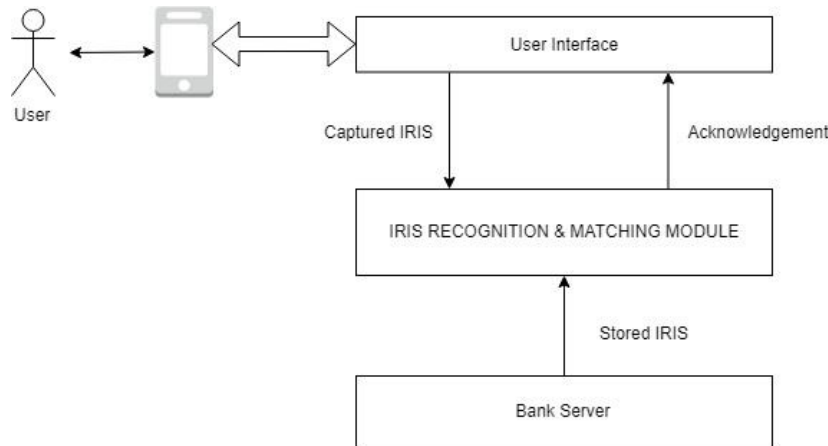 User Interface
User
Captured IRIS
Acknowledgement
IRIS RECOGNITION & MATCHING MODULE
Stored IRIS
Bank Server